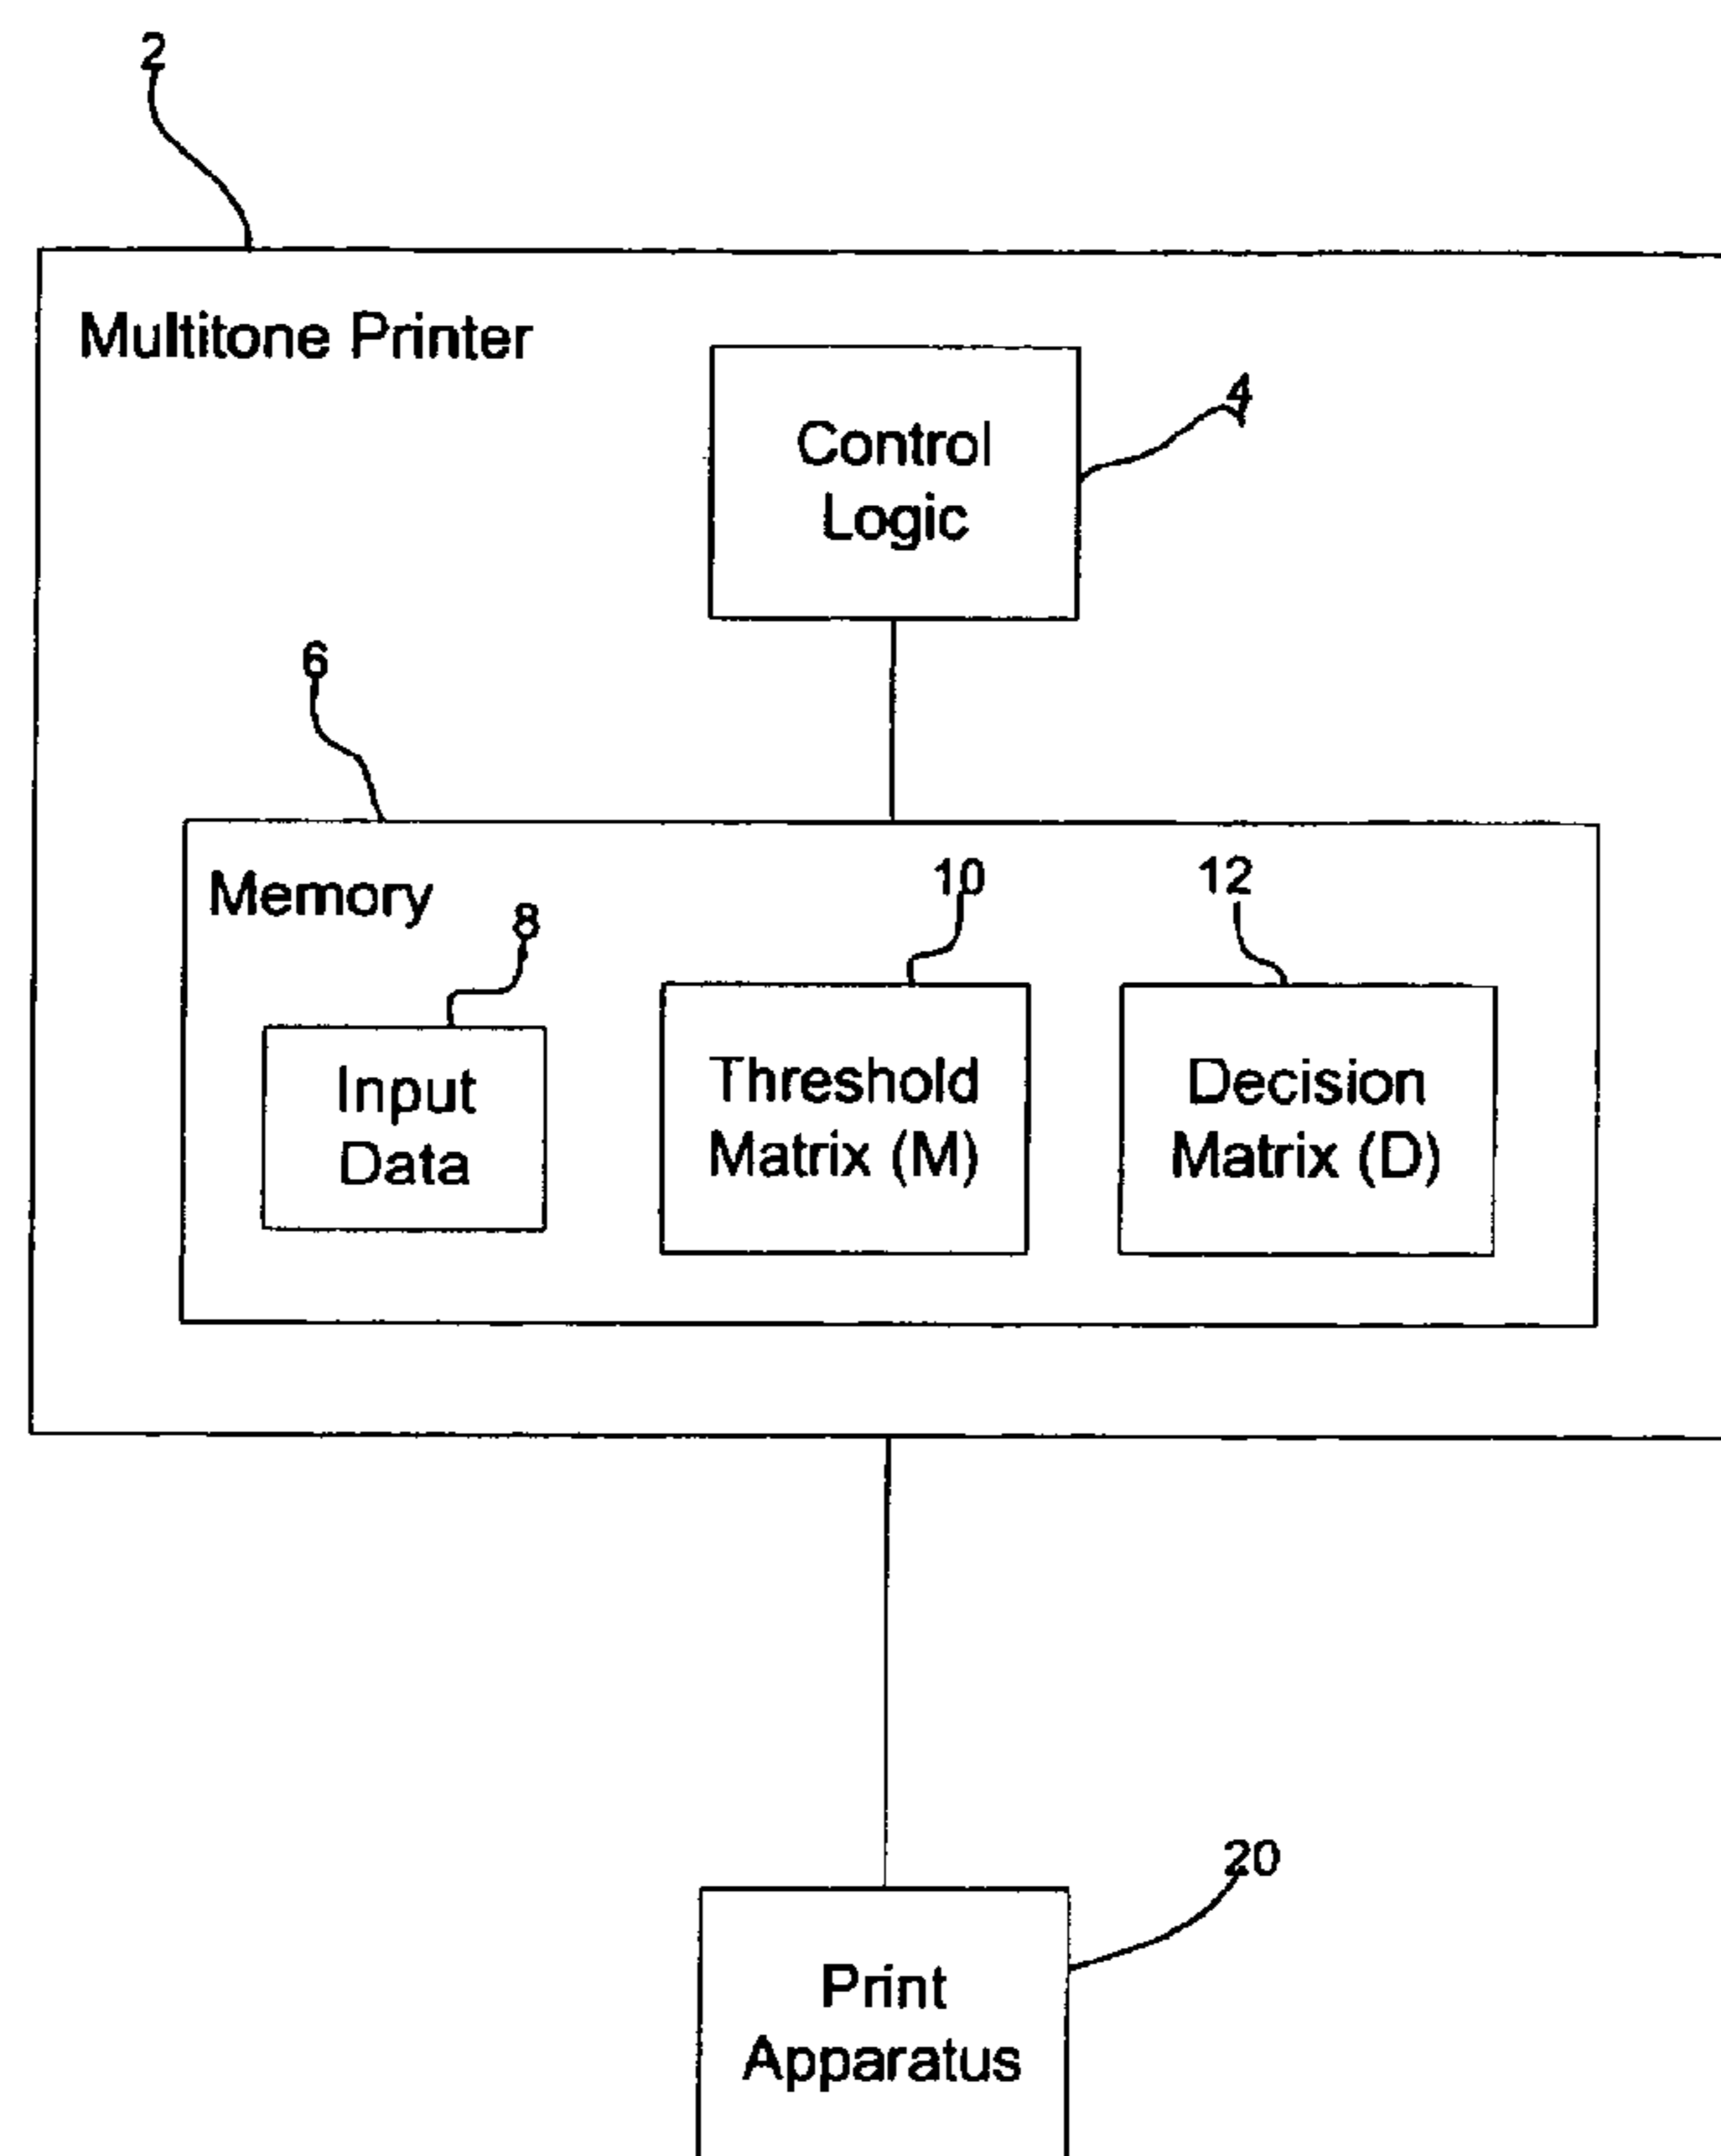 2
Multitone Printer
Control
Logic
4
6
Memory
8
10
12
Input
Data
Threshold
Matrix (M)
Decision
Matrix (D)
20
Print
Apparatus